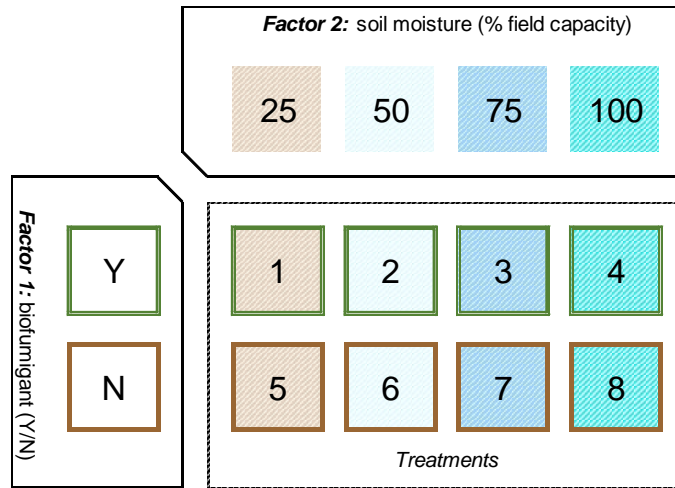 Factor 2: soil moisture (% field capacity)
25 50 75 100
Factor 1: biofumigant (Y/N)
Y 1 2 3 4
N 5 6 7 8
Treatments